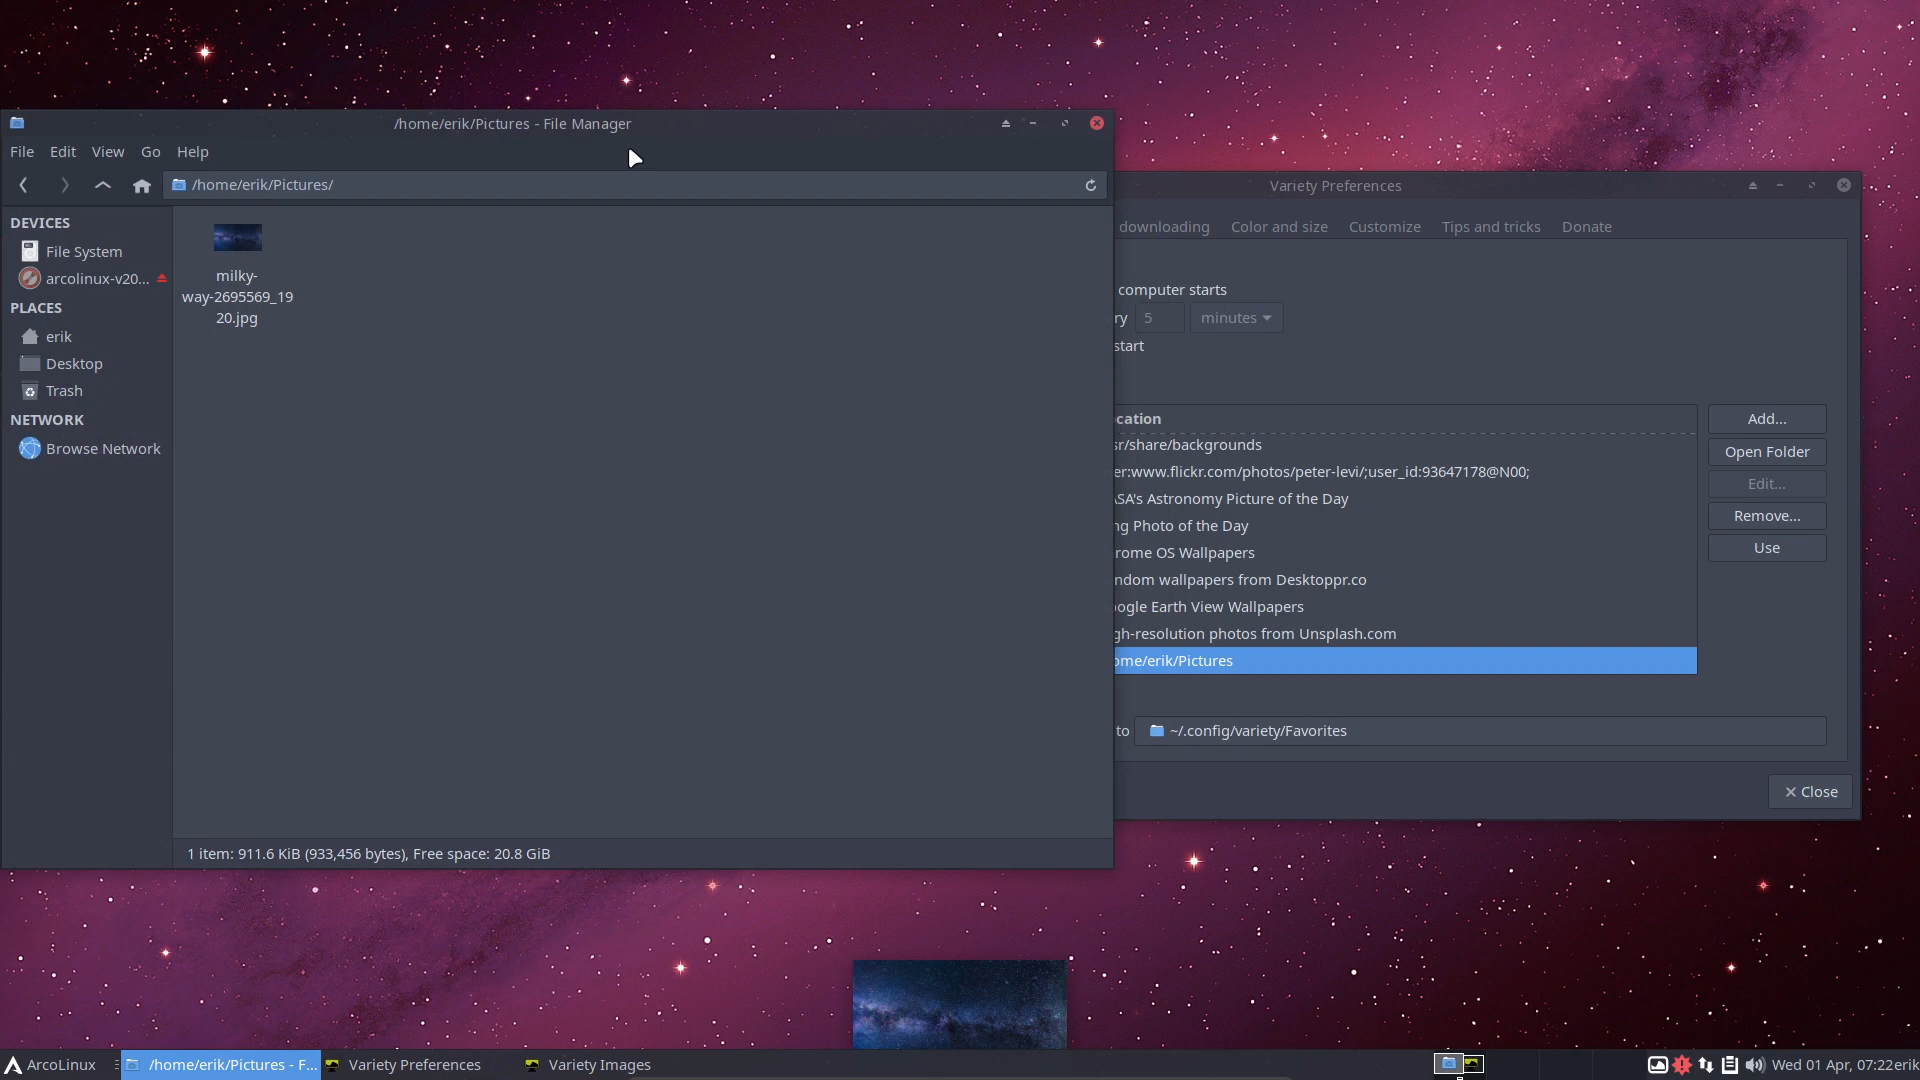 /home/erik/Pictures - File Manager
File Edit View Go Help
/home/erik/Pictures/
DEVICES
File System
arcolinux-v20...
PLACES
erik
Desktop
Trash
NETWORK
Browse Network
milky-
way-2695569_19
20.jpg
1 item: 911.6 KiB (933,456 bytes), Free space: 20.8 GiB
Variety Preferences
downloading Color and size Customize Tips and tricks Donate
computer starts
ry 5 minutes
start
cation
sr/share/backgrounds
er:www.flickr.com/photos/peter-levi/;user_id:93647178@N00;
ASA's Astronomy Picture of the Day
ng Photo of the Day
rome OS Wallpapers
ndom wallpapers from Desktoppr.co
oogle Earth View Wallpapers
gh-resolution photos from Unsplash.com
ome/erik/Pictures
Add...
Open Folder
Edit...
Remove...
Use
to ~/.config/variety/Favorites
Close
ArcoLinux /home/erik/Pictures - F... Variety Preferences Variety Images Wed 01 Apr, 07:22 erik